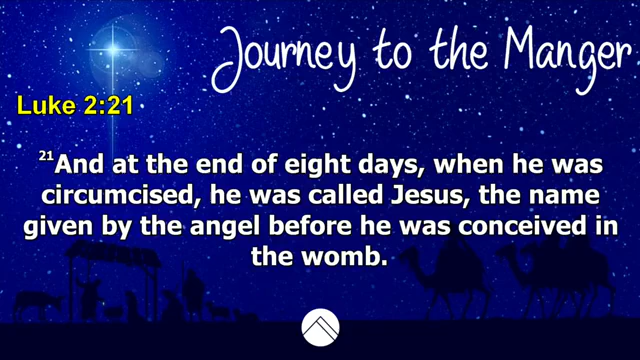 Journey to the Manger
Luke 2:21
21And at the end of eight days, when he was
circumcised, he was called Jesus, the name
given by the angel before he was conceived in
the womb.